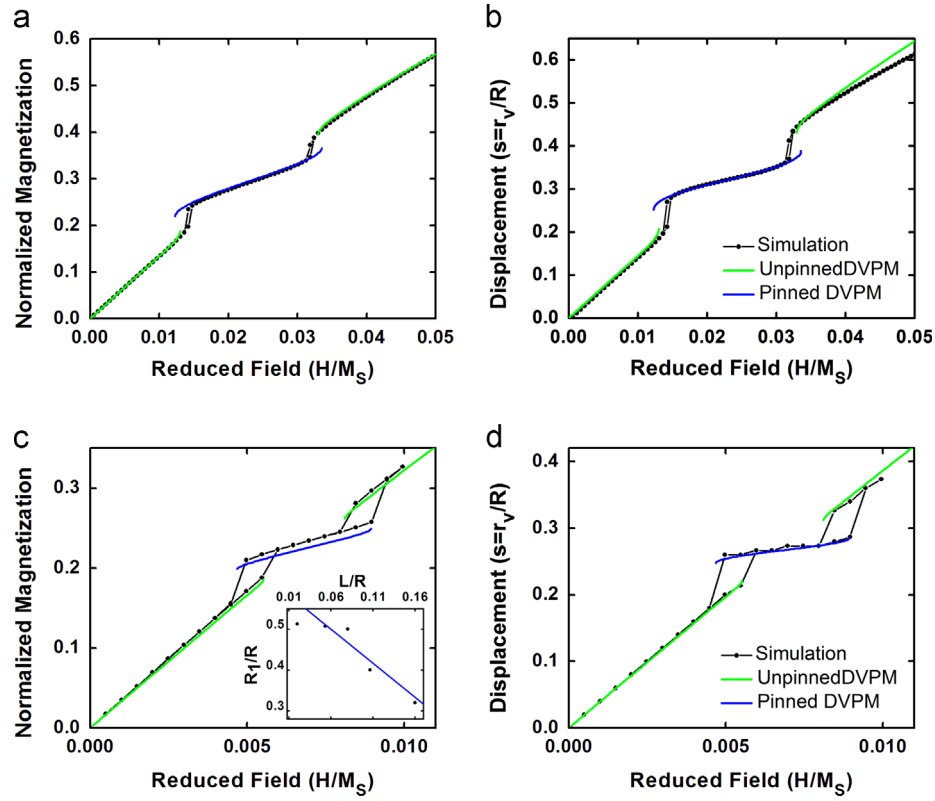 a
Normalized Magnetization
0.6
0.5
0.4
0.3
0.2
0.1
0.0
0.00 0.01 0.02 0.03 0.04 0.05
Reduced Field (H/MS)
b
Displacement (s=rv/R)
0.6
0.5
0.4
0.3
0.2
0.1
0.0
Simulation
UnpinnedDVPM
Pinned DVPM
0.00 0.01 0.02 0.03 0.04 0.05
Reduced Field (H/MS)
c
Normalized Magnetization
0.3
0.2
0.1
0.0
L/R
0.01 0.06 0.11 0.16
R1/R
0.5
0.4
0.3
0.000 0.005 0.010
Reduced Field (H/MS)
d
Displacement (s=rv/R)
0.4
0.3
0.2
0.1
0.0
Simulation
UnpinnedDVPM
Pinned DVPM
0.000 0.005 0.010
Reduced Field (H/MS)